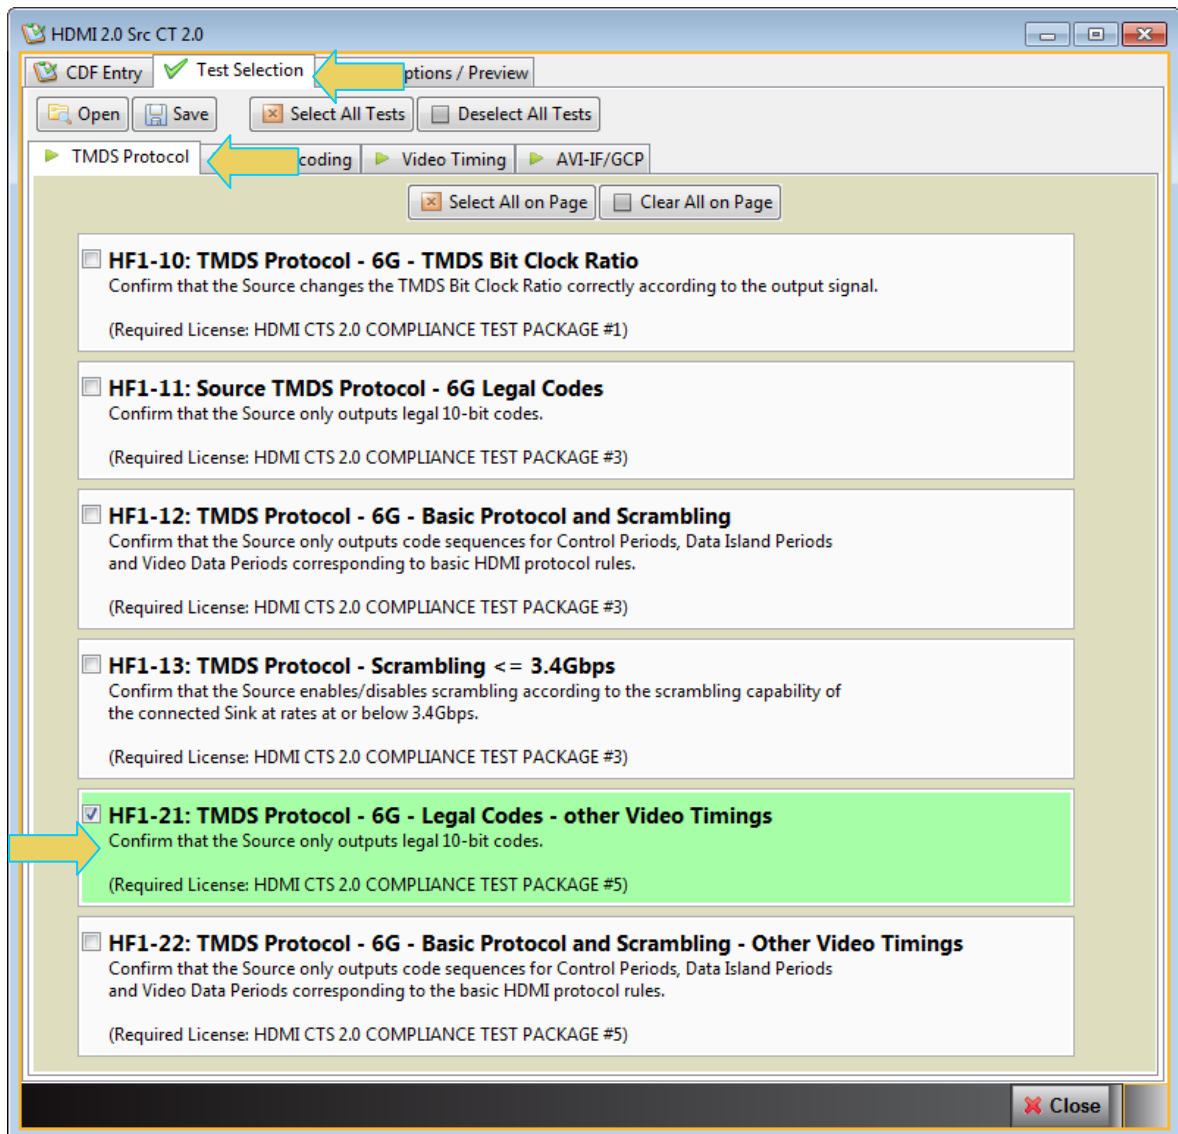 HDMI 2.0 Src CT 2.0
CDF Entry Test Selection ptions / Preview
Open Save Select All Tests Deselect All Tests
TMDS Protocol coding Video Timing AVI-IF/GCP
Select All on Page Clear All on Page
HF1-10: TMDS Protocol - 6G - TMDS Bit Clock Ratio
Confirm that the Source changes the TMDS Bit Clock Ratio correctly according to the output signal.
(Required License: HDMI CTS 2.0 COMPLIANCE TEST PACKAGE #1)
HF1-11: Source TMDS Protocol - 6G Legal Codes
Confirm that the Source only outputs legal 10-bit codes.
(Required License: HDMI CTS 2.0 COMPLIANCE TEST PACKAGE #3)
HF1-12: TMDS Protocol - 6G - Basic Protocol and Scrambling
Confirm that the Source only outputs code sequences for Control Periods, Data Island Periods
and Video Data Periods corresponding to basic HDMI protocol rules.
(Required License: HDMI CTS 2.0 COMPLIANCE TEST PACKAGE #3)
HF1-13: TMDS Protocol - Scrambling <= 3.4Gbps
Confirm that the Source enables/disables scrambling according to the scrambling capability of
the connected Sink at rates at or below 3.4Gbps.
(Required License: HDMI CTS 2.0 COMPLIANCE TEST PACKAGE #3)
HF1-21: TMDS Protocol - 6G - Legal Codes - other Video Timings
Confirm that the Source only outputs legal 10-bit codes.
(Required License: HDMI CTS 2.0 COMPLIANCE TEST PACKAGE #5)
HF1-22: TMDS Protocol - 6G - Basic Protocol and Scrambling - Other Video Timings
Confirm that the Source only outputs code sequences for Control Periods, Data Island Periods
and Video Data Periods corresponding to the basic HDMI protocol rules.
(Required License: HDMI CTS 2.0 COMPLIANCE TEST PACKAGE #5)
Close